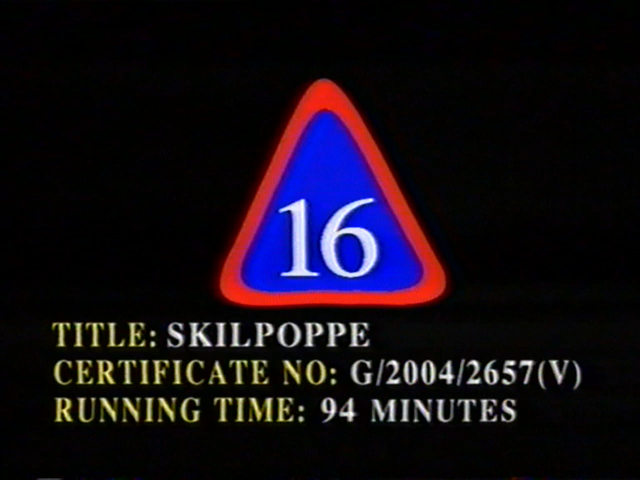 16
TITLE: SKILPOPPE
CERTIFICATE NO: G/2004/2657(V)
RUNNING TIME: 94 MINUTES